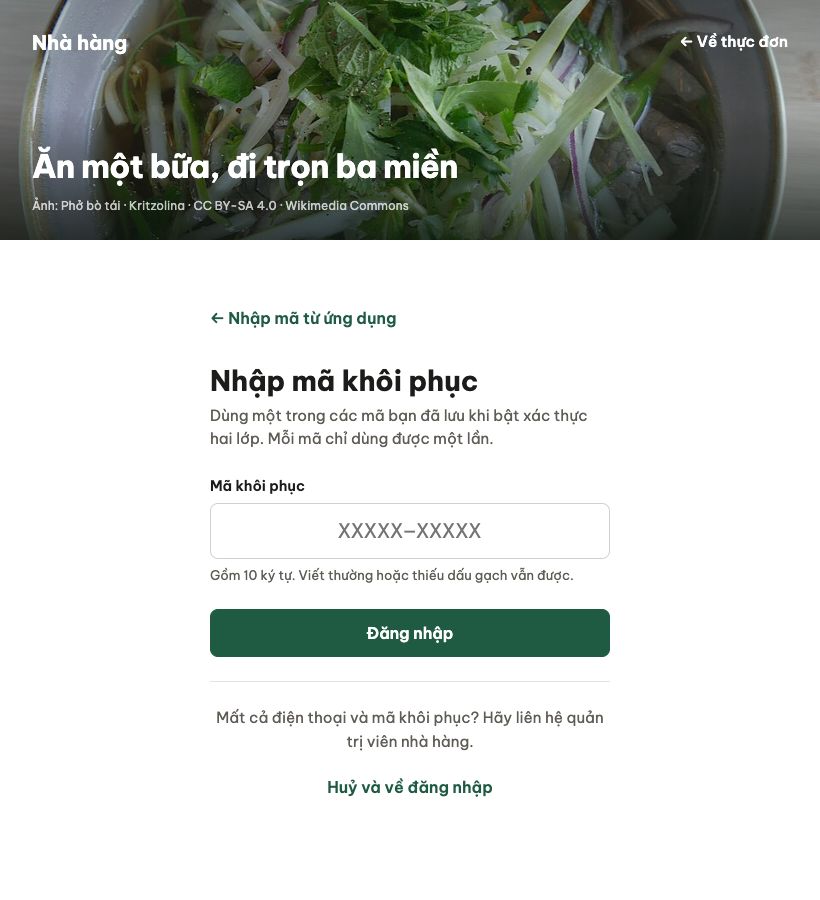 Nhà hàng
← Về thực đơn
Ăn một bữa, đi trọn ba miền
Ảnh: Phở bò tái · Kritzolina · CC BY-SA 4.0 · Wikimedia Commons
← Nhập mã từ ứng dụng
Nhập mã khôi phục
Dùng một trong các mã bạn đã lưu khi bật xác thực
hai lớp. Mỗi mã chỉ dùng được một lần.
Mã khôi phục
XXXXX–XXXXX
Gồm 10 ký tự. Viết thường hoặc thiếu dấu gạch vẫn được.
Đăng nhập
Mất cả điện thoại và mã khôi phục? Hãy liên hệ quản
trị viên nhà hàng.
Huỷ và về đăng nhập